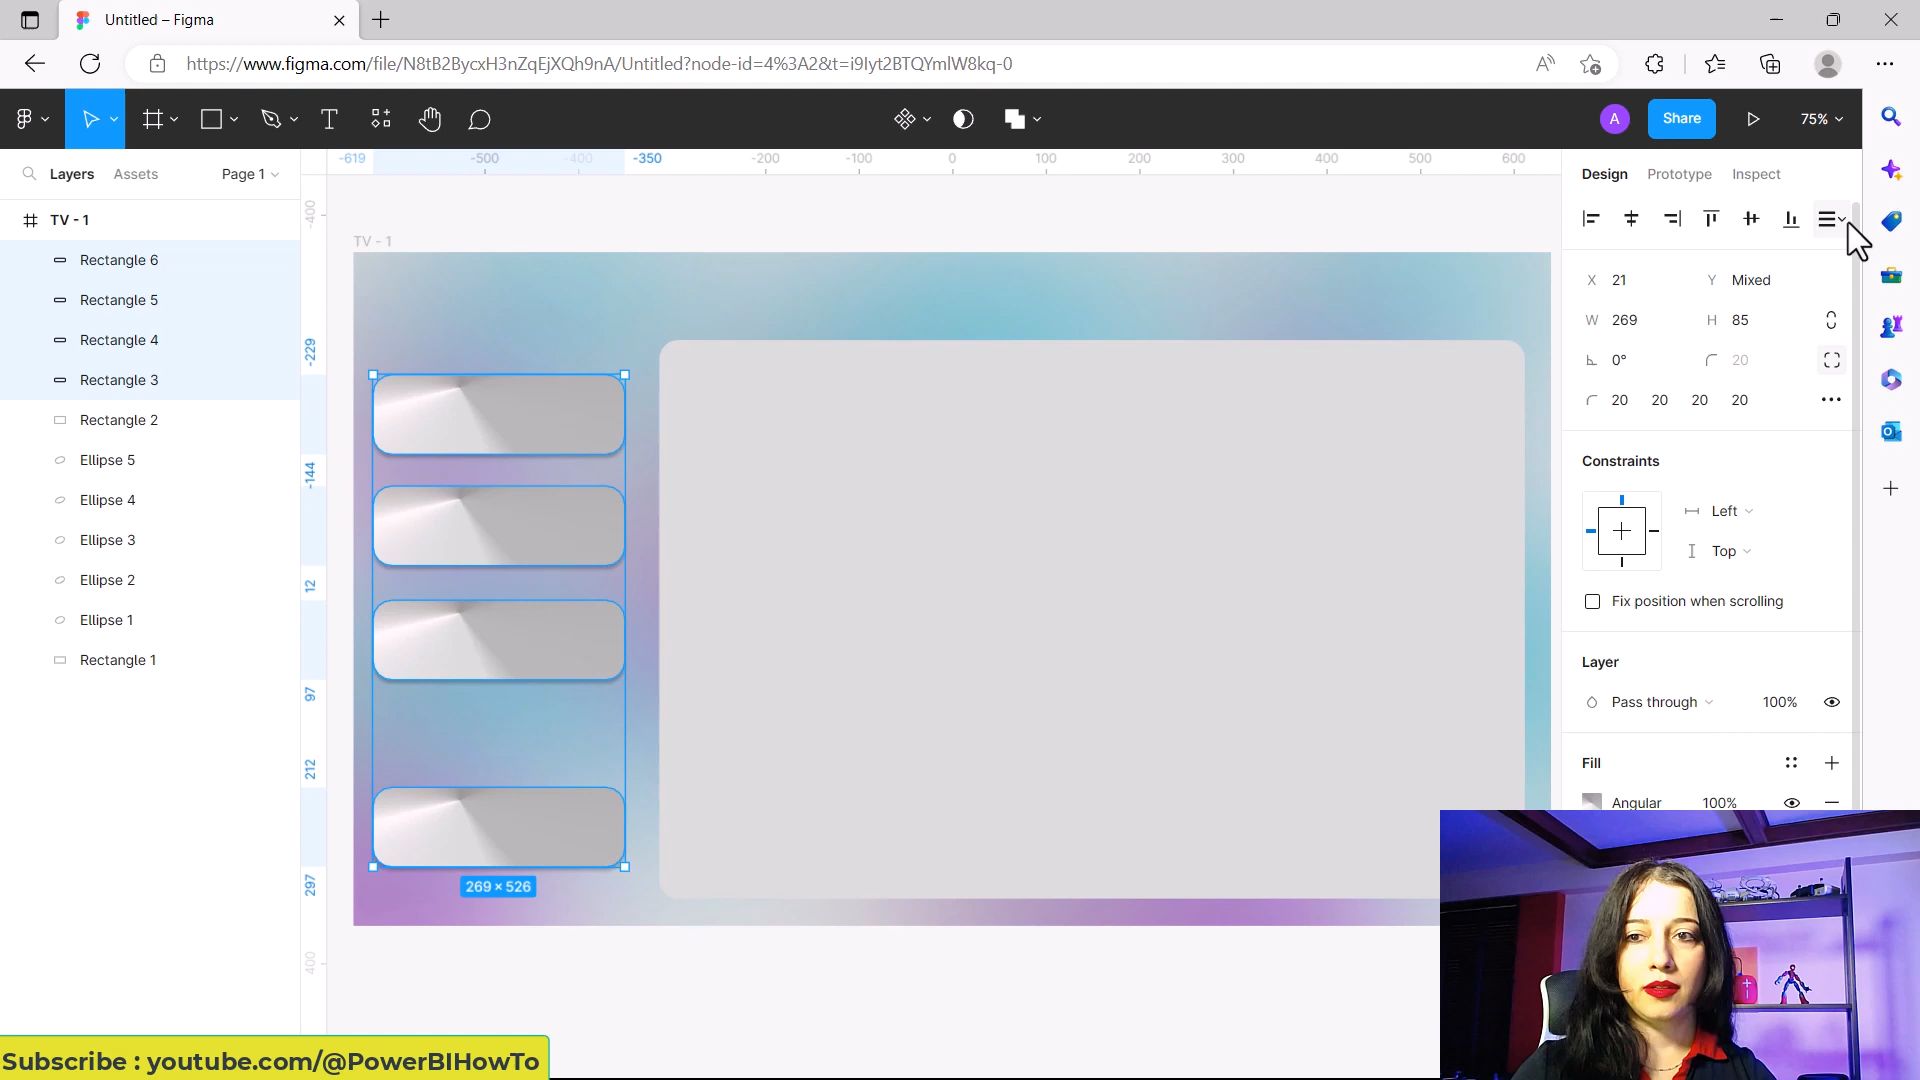 Untitled – Figma
https://www.figma.com/file/N8tB2BycxH3nZqEjXQh9nA/Untitled?node-id=4%3A2&t=i9Iyt2BTQYmlW8kq-0
A
Share
75%
Layers
Assets
Page 1
-619
-500
-400
-350
-200
-100
0
100
200
300
400
500
600
Design
Prototype
Inspect
TV - 1
Rectangle 6
Rectangle 5
Rectangle 4
Rectangle 3
Rectangle 2
Ellipse 5
Ellipse 4
Ellipse 3
Ellipse 2
Ellipse 1
Rectangle 1
-400
-229
-144
12
97
212
297
400
TV - 1
269 × 526
X 21 Y Mixed
W 269 H 85
0° 20
20 20 20 20
Constraints
Left
Top
Fix position when scrolling
Layer
Pass through 100%
Fill
Angular 100%
Subscribe : youtube.com/@PowerBIHowTo